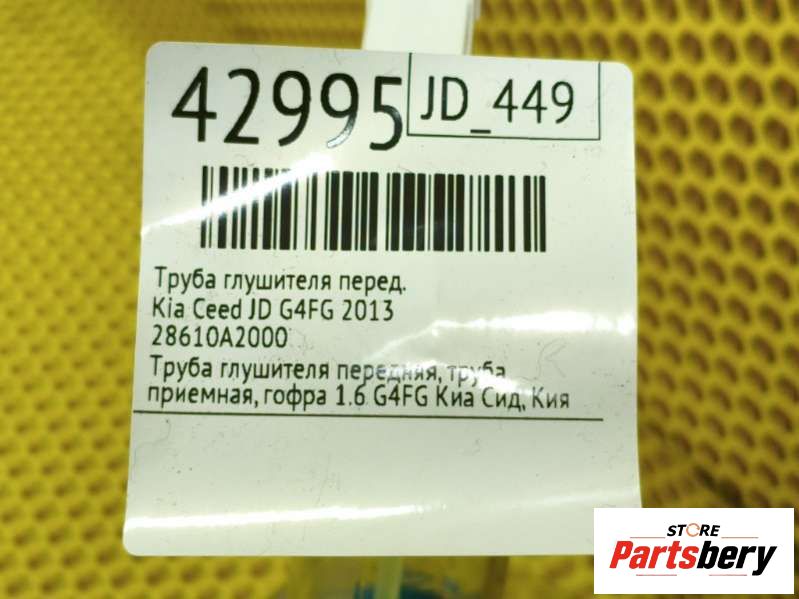 42995
JD_449
Труба глушителя перед.
Kia Ceed JD G4FG 2013
28610A2000
Труба глушителя передняя, труба
приемная, гофра 1.6 G4FG Киа Сид, Кия
STORE
Partsbery